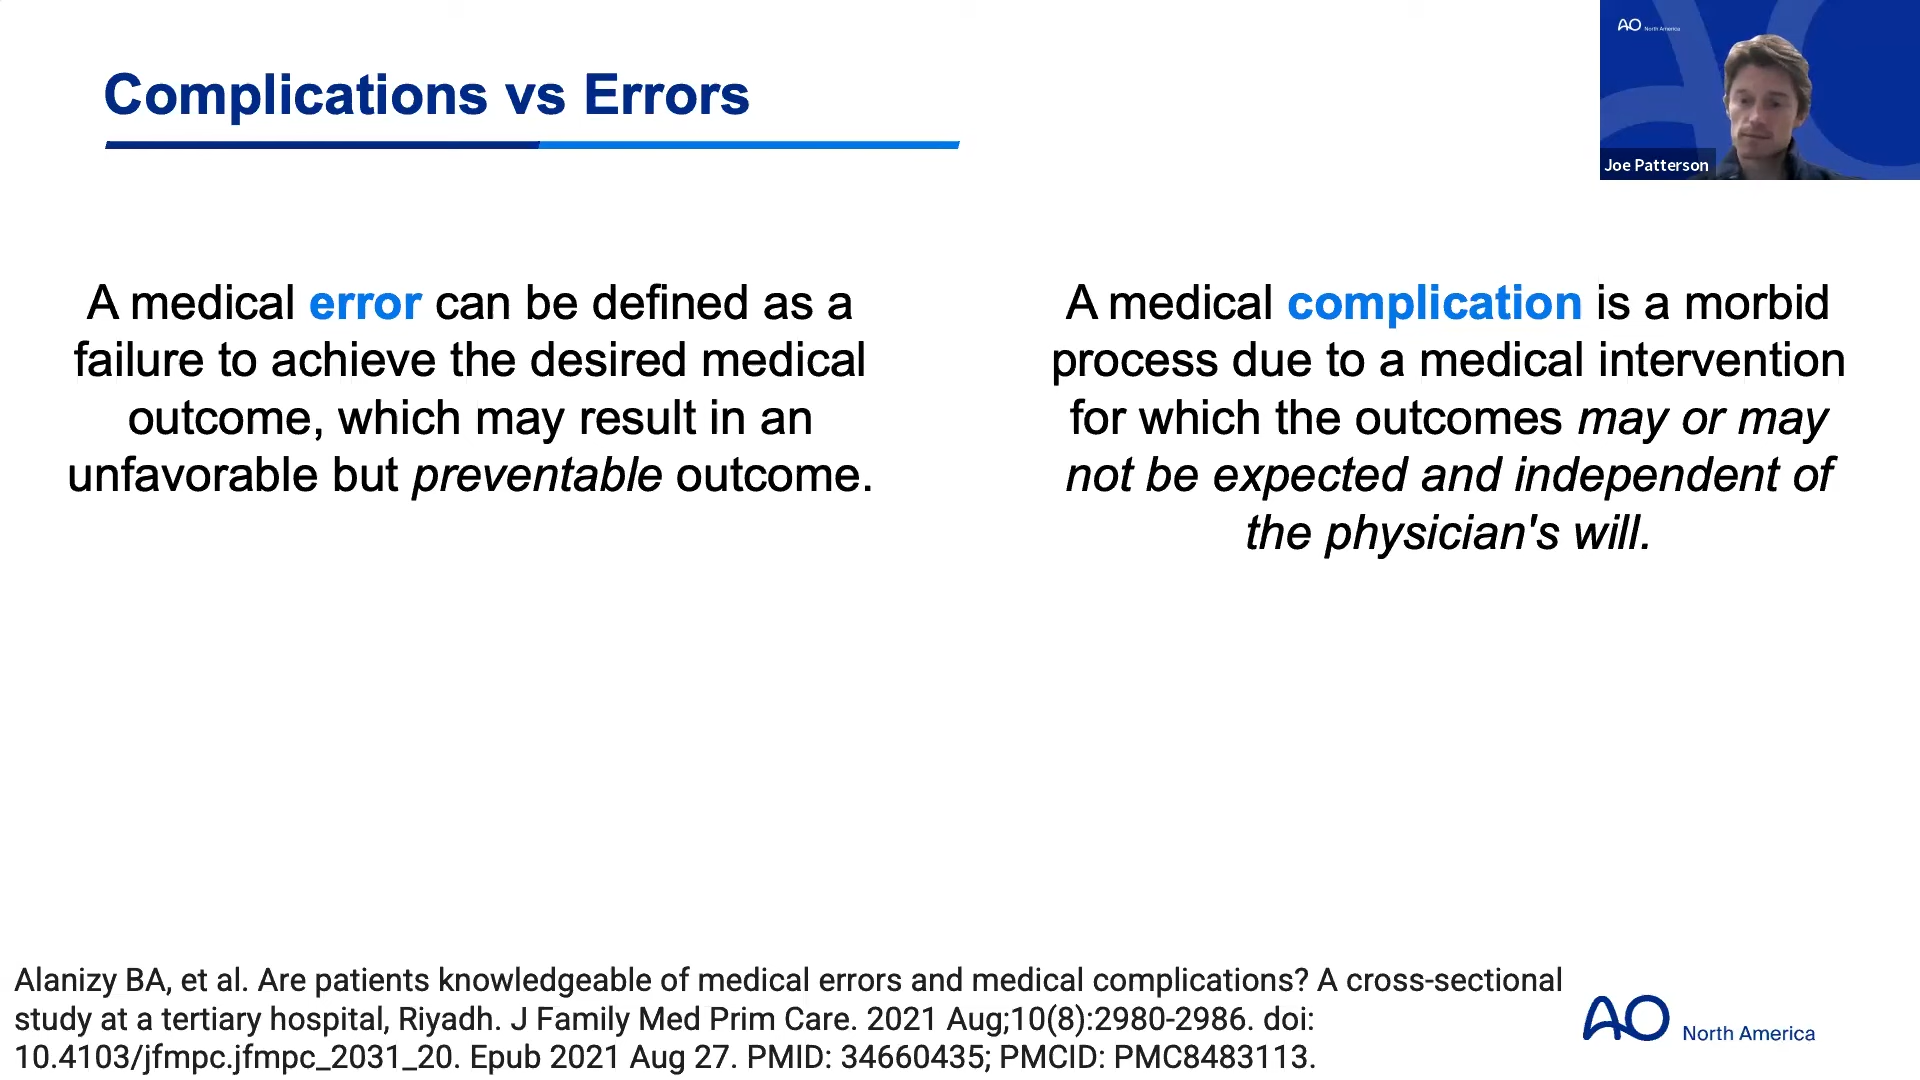 AO North America
Complications vs Errors
Joe Patterson
A medical error can be defined as a
failure to achieve the desired medical
outcome, which may result in an
unfavorable but preventable outcome.
A medical complication is a morbid
process due to a medical intervention
for which the outcomes may or may
not be expected and independent of
the physician's will.
Alanizy BA, et al. Are patients knowledgeable of medical errors and medical complications? A cross-sectional
study at a tertiary hospital, Riyadh. J Family Med Prim Care. 2021 Aug;10(8):2980-2986. doi:
10.4103/jfmpc.jfmpc_2031_20. Epub 2021 Aug 27. PMID: 34660435; PMCID: PMC8483113.
AO North America